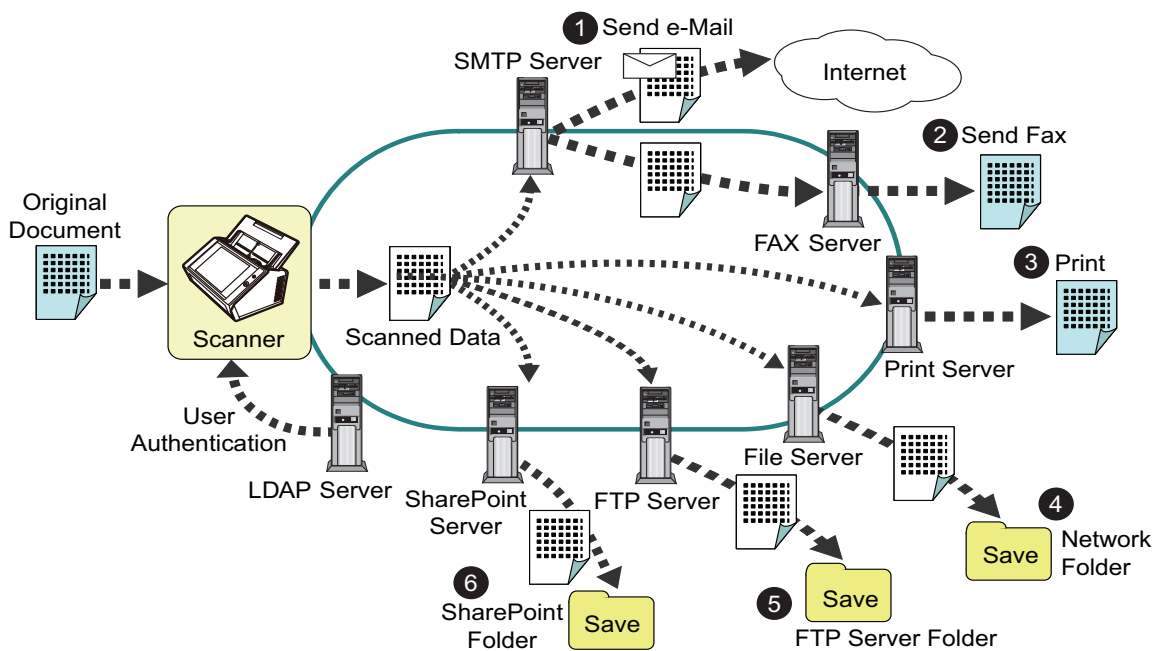 1 Send e-Mail
SMTP Server
Internet
2 Send Fax
Original
Document
FAX Server
3 Print
Scanner
Scanned Data
Print Server
User
Authentication
LDAP Server
SharePoint
Server
FTP Server
File Server
4
Network
Folder
Save
5
Save
FTP Server Folder
6
SharePoint
Folder
Save